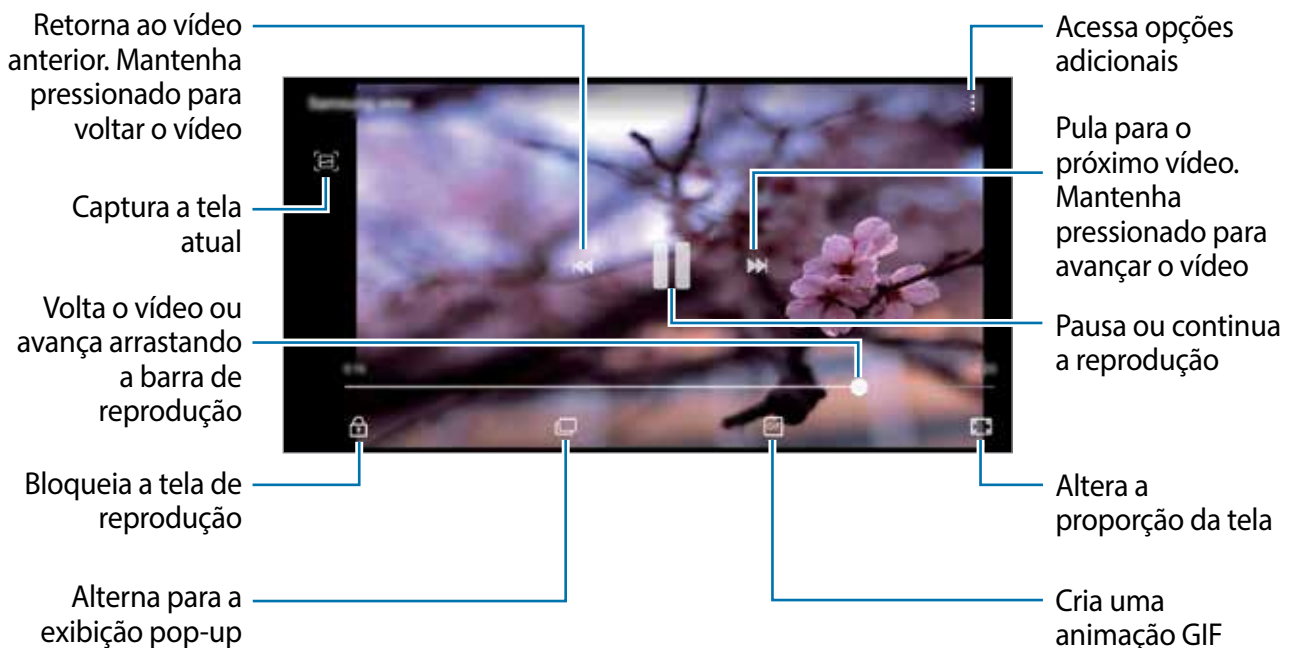 Retorna ao vídeo
anterior. Mantenha
pressionado para
voltar o vídeo
Captura a tela
atual
Volta o vídeo ou
avança arrastando
a barra de
reprodução
Bloqueia a tela de
reprodução
Alterna para a
exibição pop-up
Acessa opções
adicionais
Pula para o
próximo vídeo.
Mantenha
pressionado para
avançar o vídeo
Pausa ou continua
a reprodução
Altera a
proporção da tela
Cria uma
animação GIF